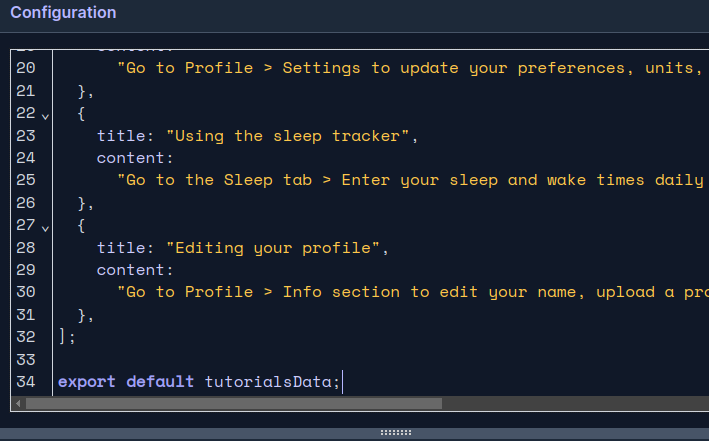 Configuration
20 "Go to Profile > Settings to update your preferences, units,
21 },
22 {
23 title: "Using the sleep tracker",
24 content:
25 "Go to the Sleep tab > Enter your sleep and wake times daily
26 },
27 {
28 title: "Editing your profile",
29 content:
30 "Go to Profile > Info section to edit your name, upload a pro
31 },
32 ];
33
34 export default tutorialsData;